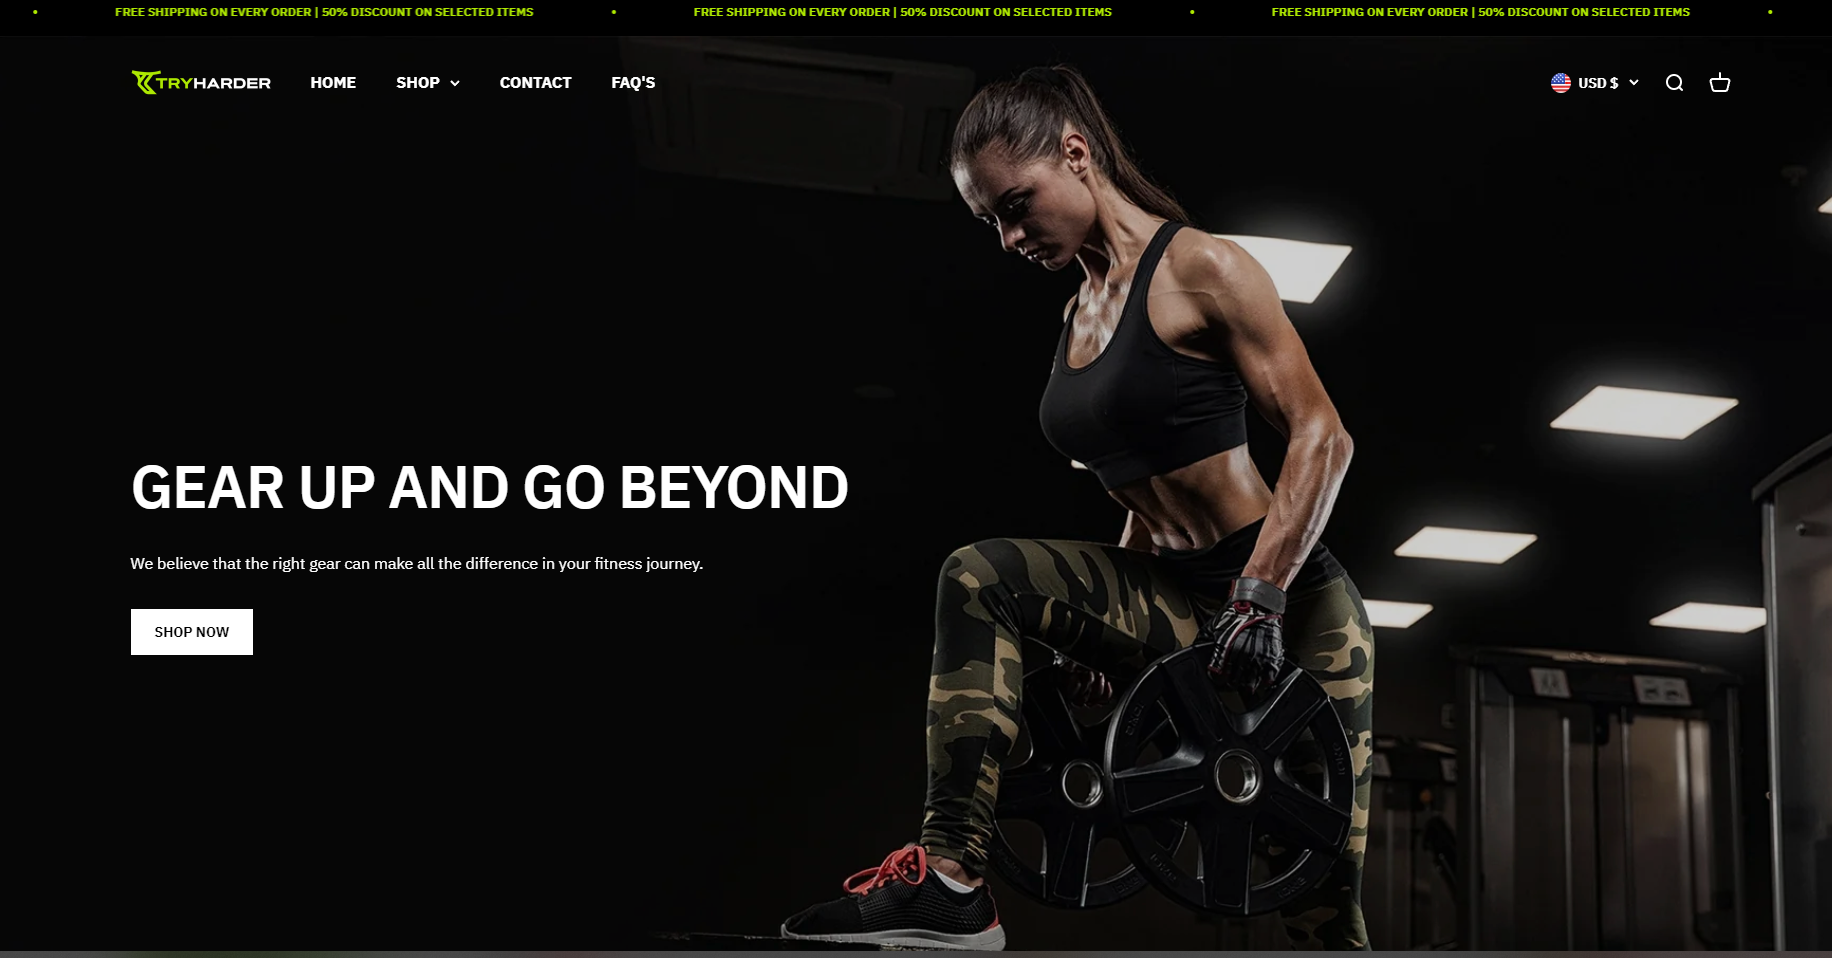 FREE SHIPPING ON EVERY ORDER | 50% DISCOUNT ON SELECTED ITEMS • FREE SHIPPING ON EVERY ORDER | 50% DISCOUNT ON SELECTED ITEMS • FREE SHIPPING ON EVERY ORDER | 50% DISCOUNT ON SELECTED ITEMS
TRYHARDER HOME SHOP CONTACT FAQ'S USD $
GEAR UP AND GO BEYOND
We believe that the right gear can make all the difference in your fitness journey.
SHOP NOW